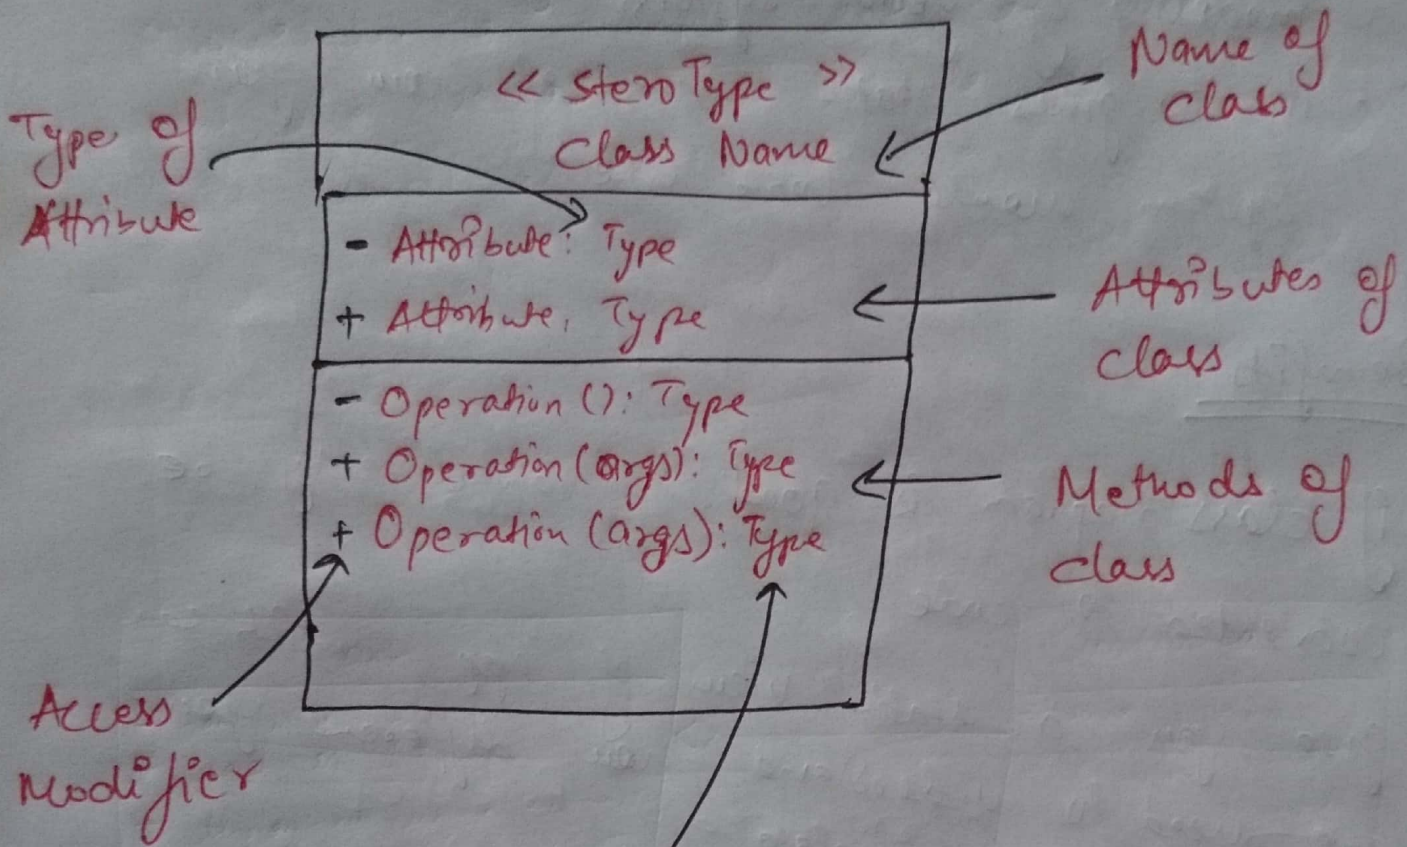 << SteroType >>
Class Name
Name of
class
Type of
Attribute
- Attribute: Type
+ Attribute, Type
Attributes of
class
- Operation (): Type
+ Operation (args): Type
+ Operation (args): Type
Methods of
class
Access
Modifier